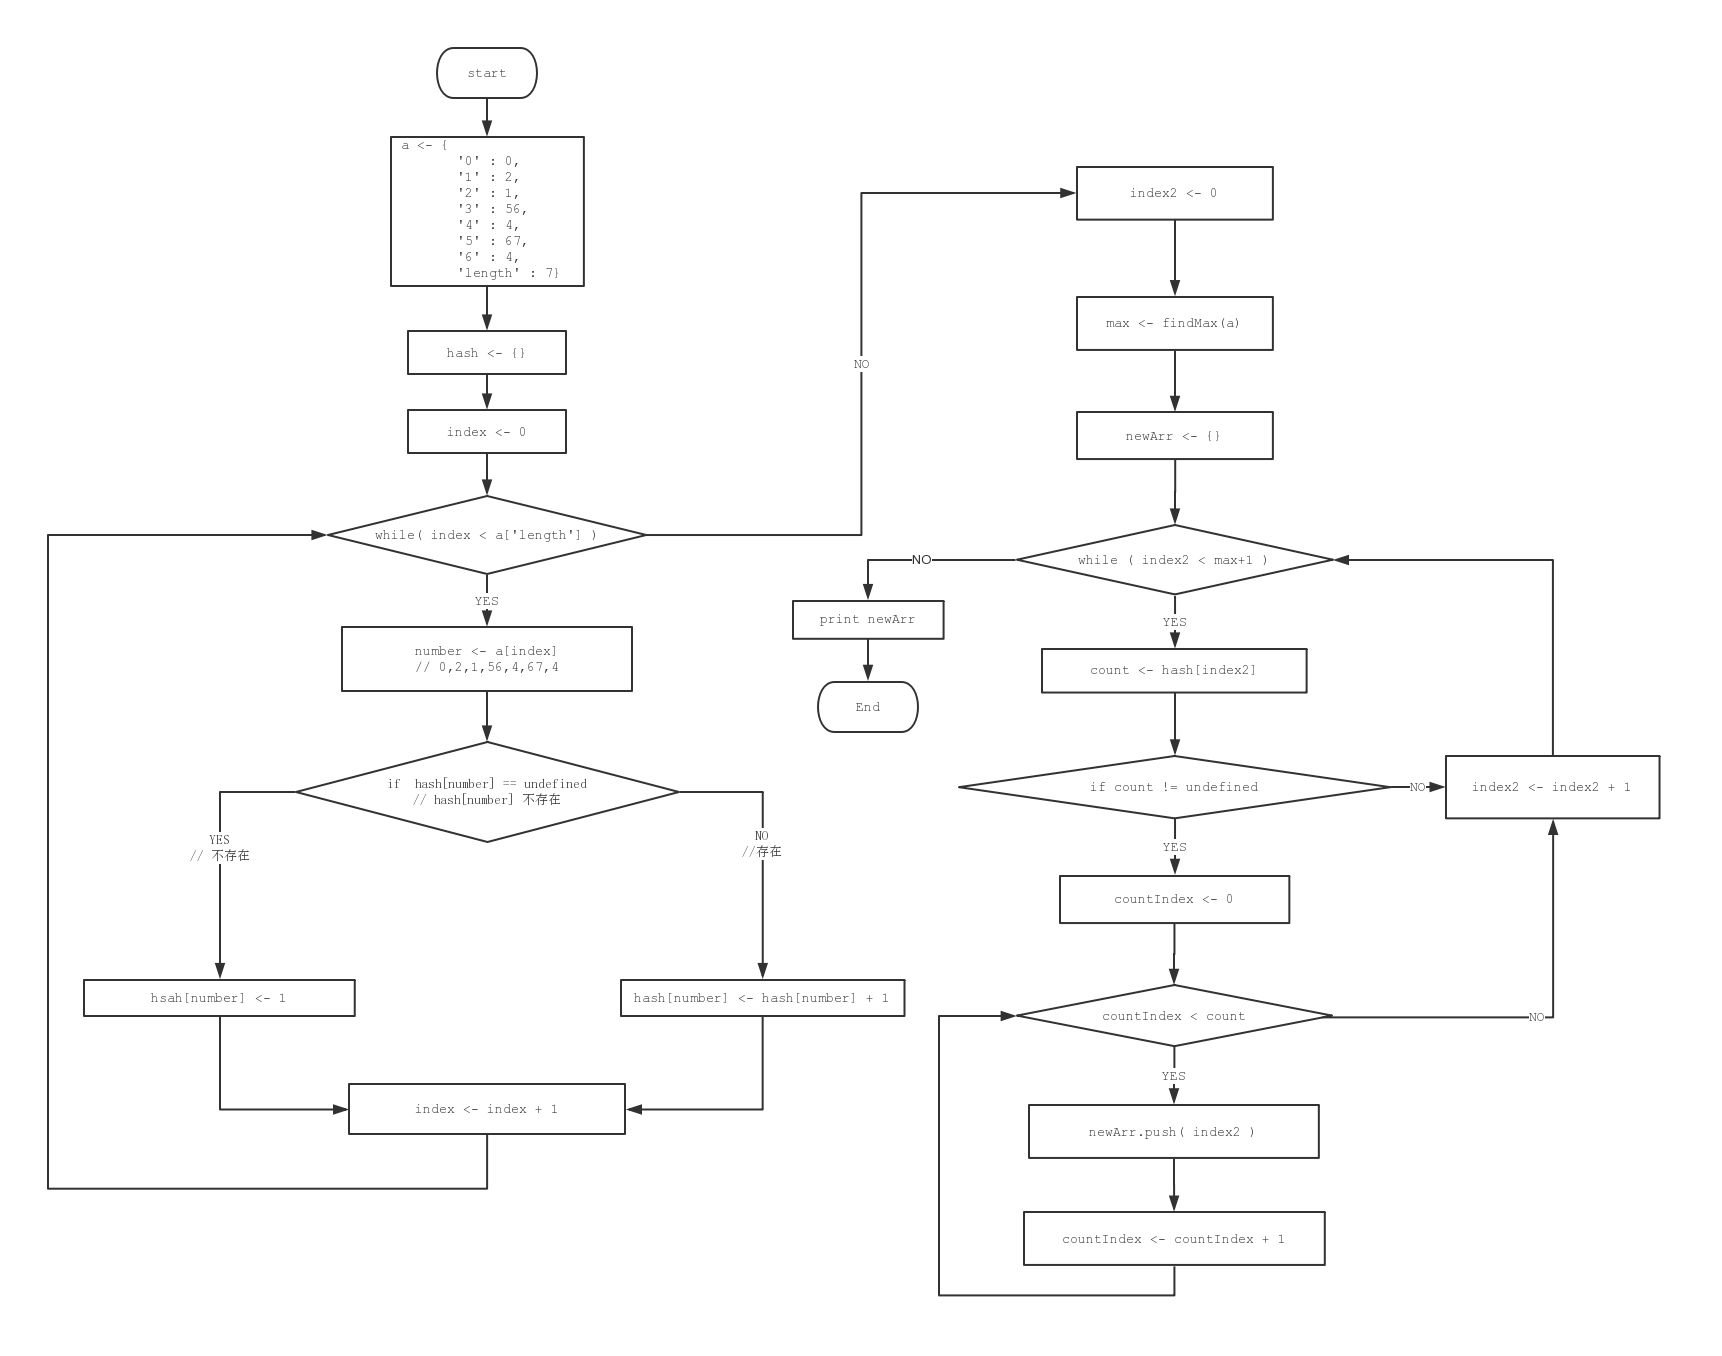 start
a <- {
'0' : 0,
'1' : 2,
'2' : 1,
'3' : 56,
'4' : 4,
'5' : 67,
'6' : 4,
'length' : 7}
hash <- {}
index <- 0
while( index < a['length'] )
YES
number <- a[index]
// 0,2,1,56,4,67,4
if hash[number] == undefined
// hash[number] 不存在
YES
// 不存在
NO
//存在
hsah[number] <- 1
hash[number] <- hash[number] + 1
index <- index + 1
NO
index2 <- 0
max <- findMax(a)
newArr <- {}
while ( index2 < max+1 )
NO
print newArr
End
YES
count <- hash[index2]
if count != undefined
NO
index2 <- index2 + 1
YES
countIndex <- 0
countIndex < count
NO
YES
newArr.push( index2 )
countIndex <- countIndex + 1